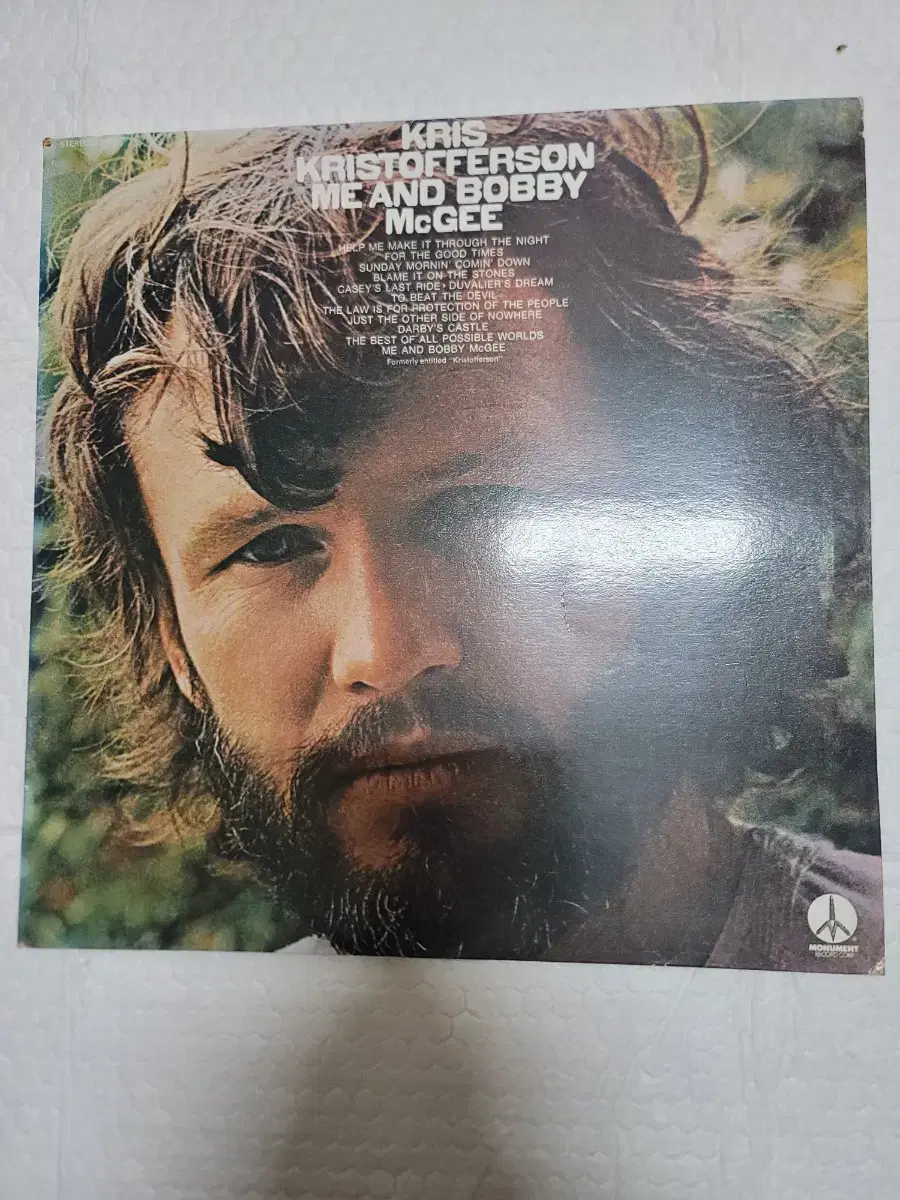 STEREO
KRIS
KRISTOFFERSON
ME AND BOBBY
McGEE
HELP ME MAKE IT THROUGH THE NIGHT
FOR THE GOOD TIMES
SUNDAY MORNIN' COMIN' DOWN
BLAME IT ON THE STONES
CASEY'S LAST RIDE • DUVALIER'S DREAM
TO BEAT THE DEVIL
THE LAW IS FOR PROTECTION OF THE PEOPLE
JUST THE OTHER SIDE OF NOWHERE
DARBY'S CASTLE
THE BEST OF ALL POSSIBLE WORLDS
ME AND BOBBY McGEE
Formerly entitled "Kristofferson"
MONUMENT
RECORD CORP.